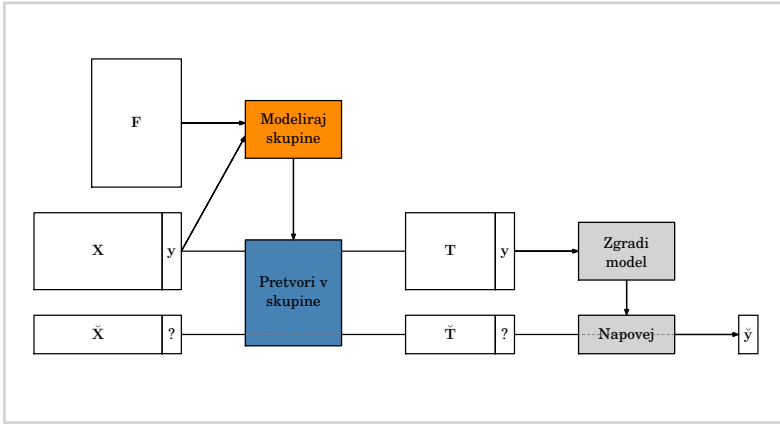 F
Modeliraj
skupine
X
y
Pretvori v
skupine
T
y
Zgradi
model
X̆
?
T̆
?
Napovej
y̆